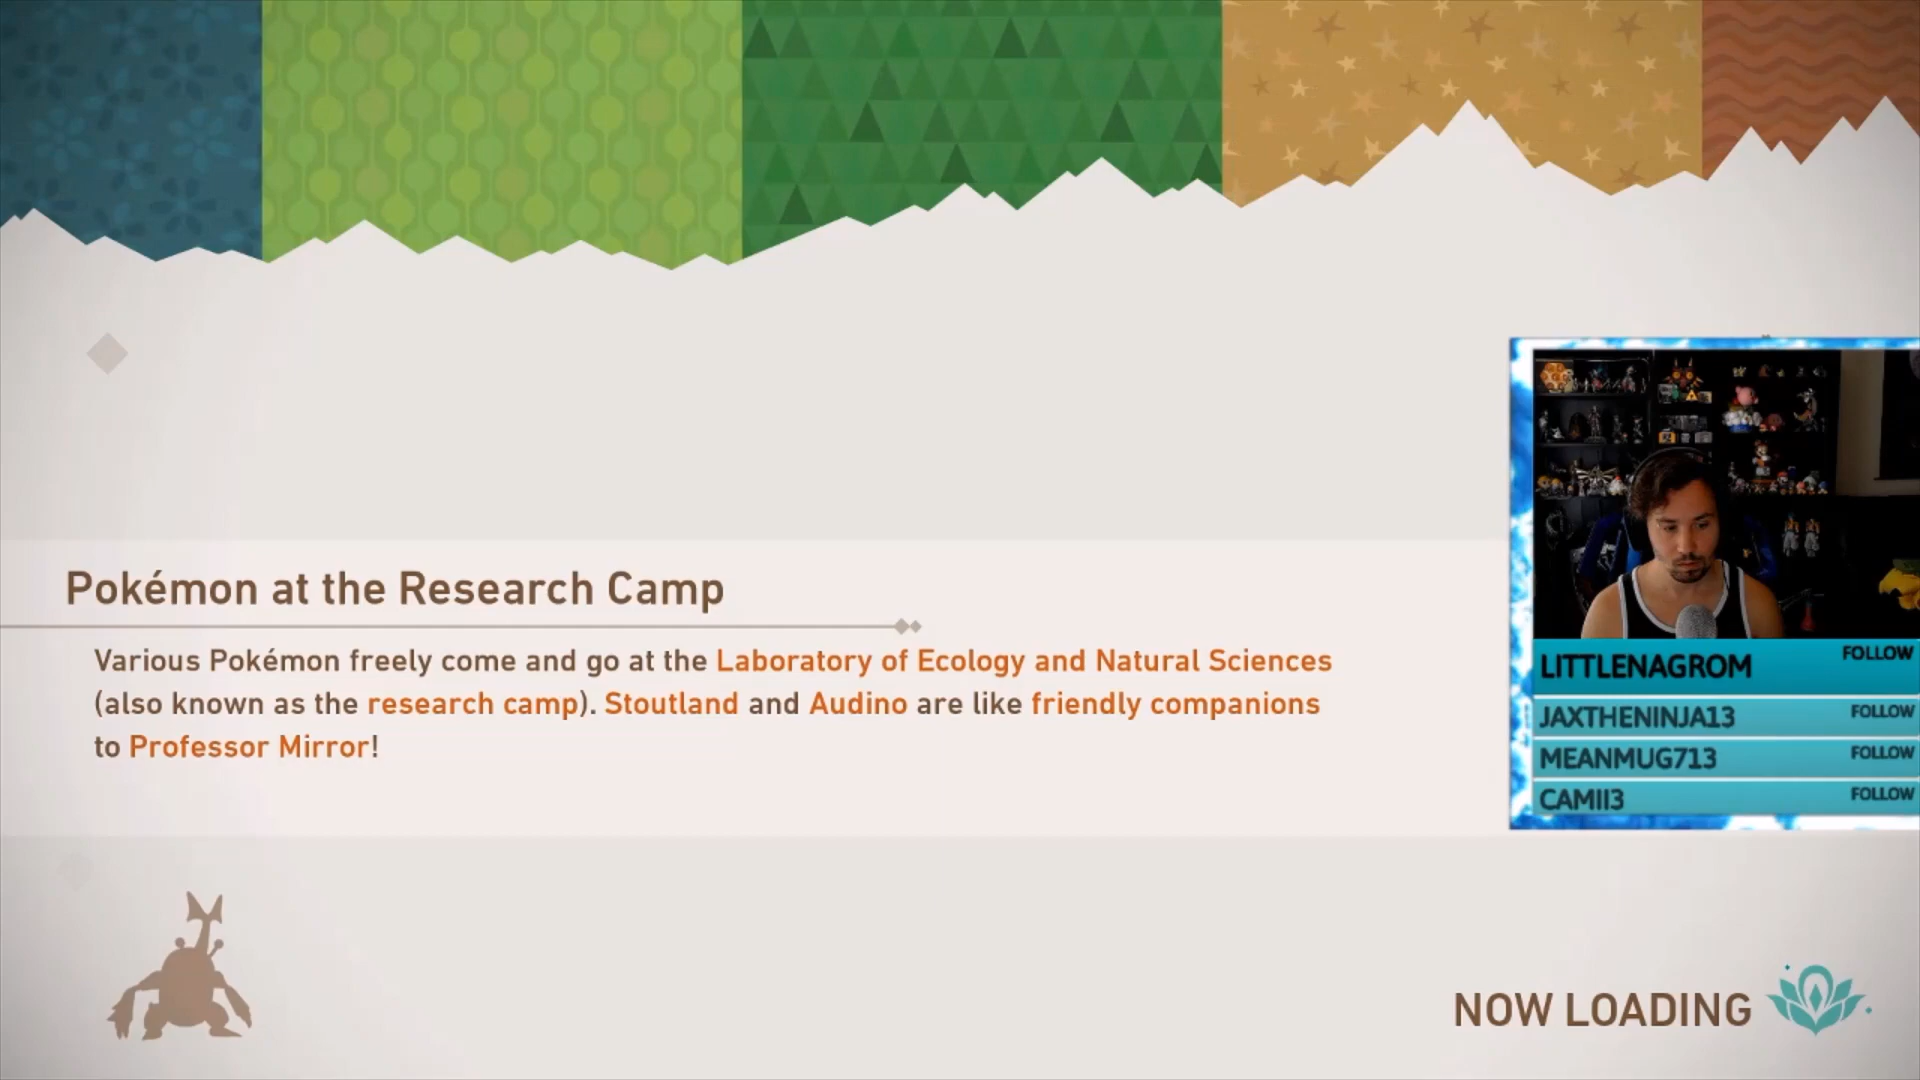 Pokémon at the Research Camp
Various Pokémon freely come and go at the Laboratory of Ecology and Natural Sciences
(also known as the research camp). Stoutland and Audino are like friendly companions
to Professor Mirror!
LITTLENAGROM FOLLOW
JAXTHENINJA13 FOLLOW
MEANMUG713 FOLLOW
CAMII3 FOLLOW
NOW LOADING